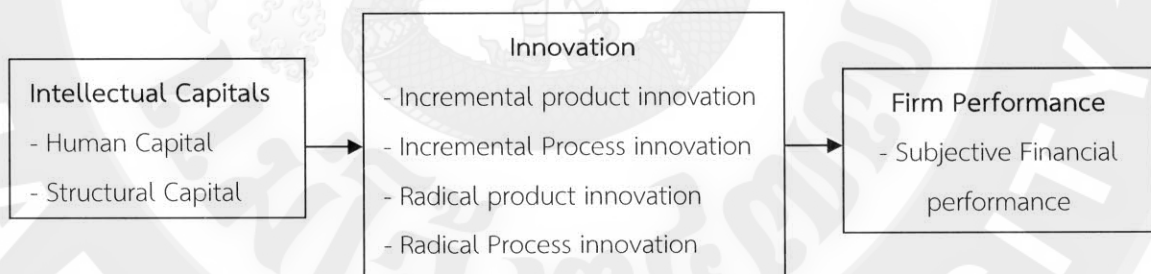 Intellectual Capitals
- Human Capital
- Structural Capital
Innovation
- Incremental product innovation
- Incremental Process innovation
- Radical product innovation
- Radical Process innovation
Firm Performance
- Subjective Financial
performance